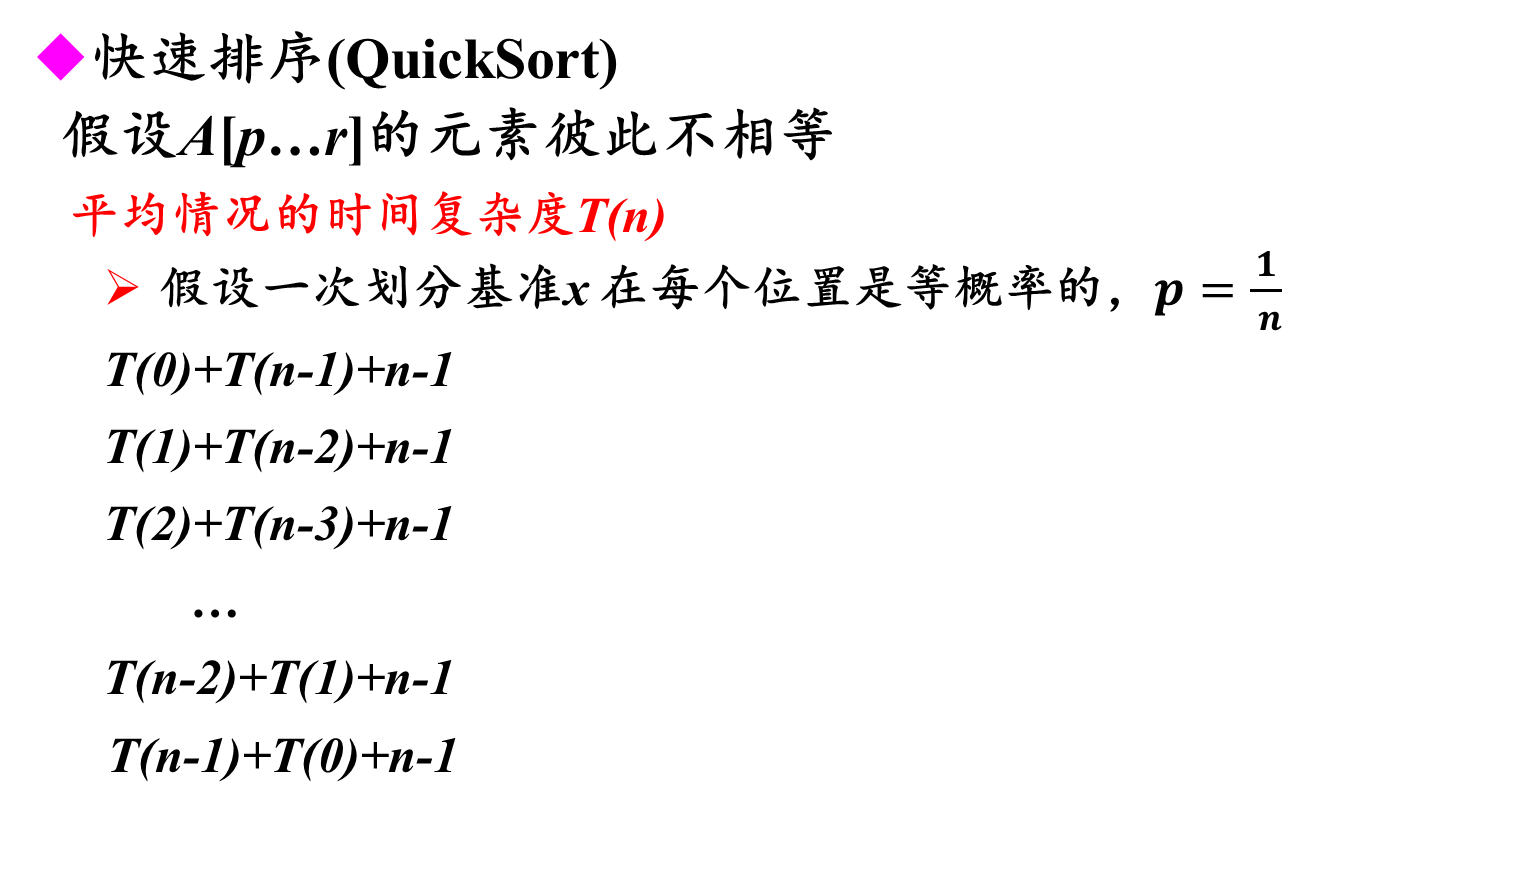 ◆快速排序(QuickSort)
假设A[p…r]的元素彼此不相等
平均情况的时间复杂度T(n)
➢ 假设一次划分基准x 在每个位置是等概率的，p = 1/n
T(0)+T(n-1)+n-1
T(1)+T(n-2)+n-1
T(2)+T(n-3)+n-1
…
T(n-2)+T(1)+n-1
T(n-1)+T(0)+n-1